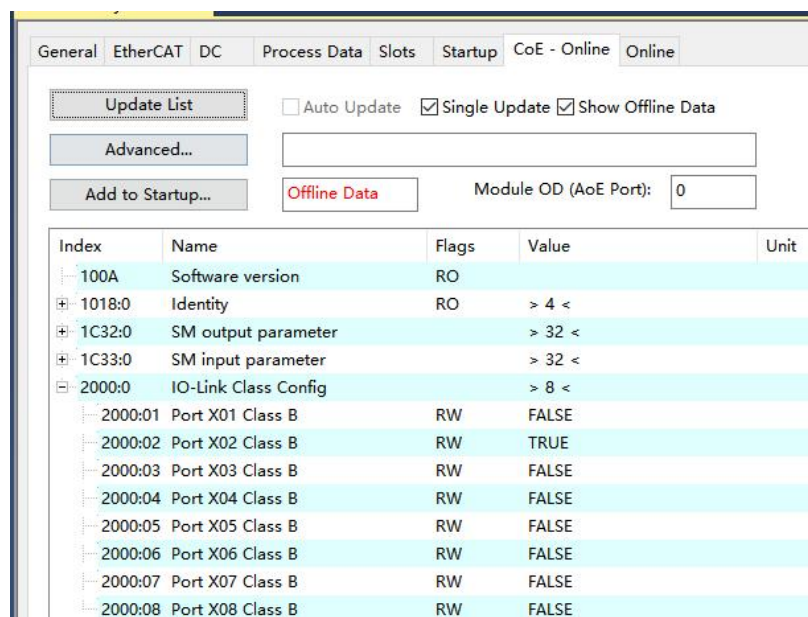 General EtherCAT DC Process Data Slots Startup CoE - Online Online
Update List Auto Update Single Update Show Offline Data
Advanced...
Add to Startup... Offline Data Module OD (AoE Port): 0
Index Name Flags Value Unit
100A Software version RO
1018:0 Identity RO > 4 <
1C32:0 SM output parameter > 32 <
1C33:0 SM input parameter > 32 <
2000:0 IO-Link Class Config > 8 <
2000:01 Port X01 Class B RW FALSE
2000:02 Port X02 Class B RW TRUE
2000:03 Port X03 Class B RW FALSE
2000:04 Port X04 Class B RW FALSE
2000:05 Port X05 Class B RW FALSE
2000:06 Port X06 Class B RW FALSE
2000:07 Port X07 Class B RW FALSE
2000:08 Port X08 Class B RW FALSE